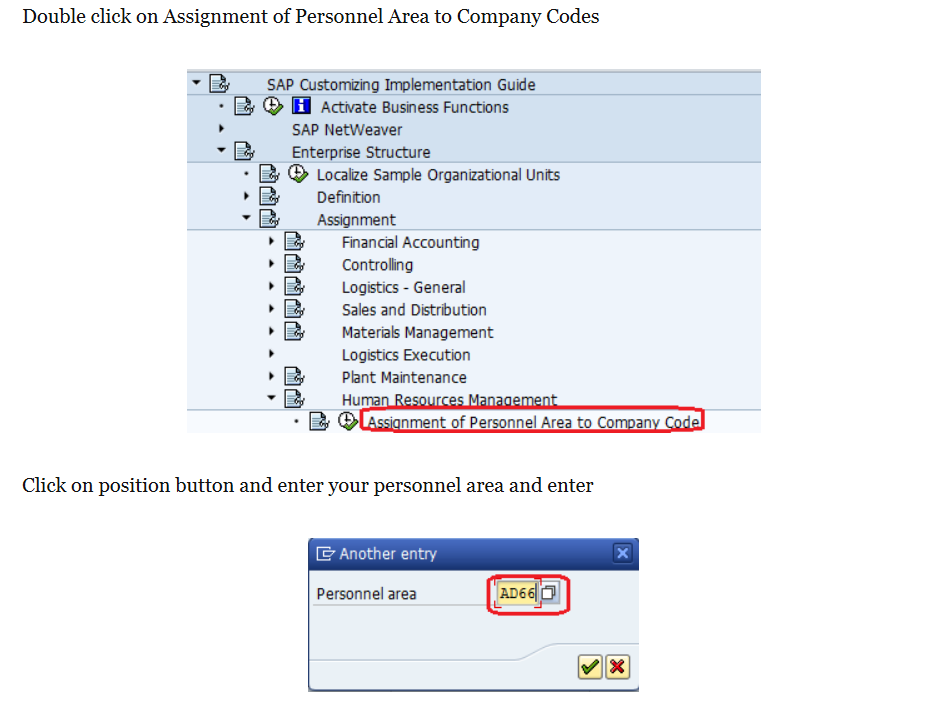 Double click on Assignment of Personnel Area to Company Codes
SAP Customizing Implementation Guide
Activate Business Functions
SAP NetWeaver
Enterprise Structure
Localize Sample Organizational Units
Definition
Assignment
Financial Accounting
Controlling
Logistics - General
Sales and Distribution
Materials Management
Logistics Execution
Plant Maintenance
Human Resources Management
Assignment of Personnel Area to Company Code
Click on position button and enter your personnel area and enter
Another entry
Personnel area AD66